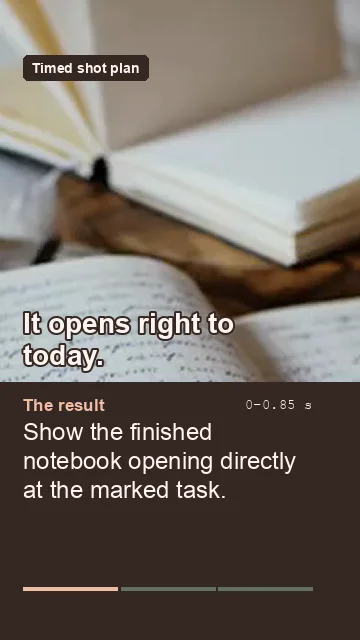 Timed shot plan
It opens right to
today.
The result
0–0.85 s
Show the finished
notebook opening directly
at the marked task.